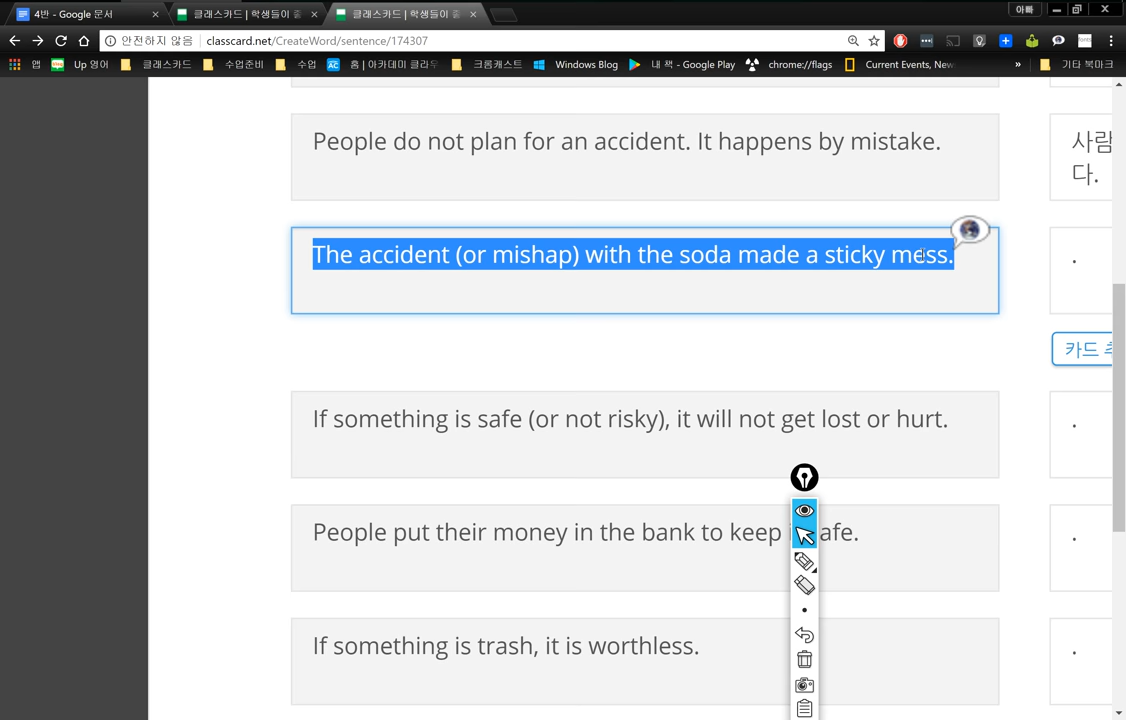 4반 - Google 문서
클래스카드 | 학생들이 좋
클래스카드 | 학생들이 좋
아빠
안전하지 않음
classcard.net/CreateWord/sentence/174307
앱
Up 영어
클래스카드
수업준비
수업
AC
홈 | 아카데미 클라우
크롬캐스트
Windows Blog
내 책 - Google Play
chrome://flags
Current Events, New
»
기타 북마크
People do not plan for an accident. It happens by mistake.
사람
다.
The accident (or mishap) with the soda made a sticky mess.
.
카드
If something is safe (or not risky), it will not get lost or hurt.
.
People put their money in the bank to keep i afe.
.
If something is trash, it is worthless.
.